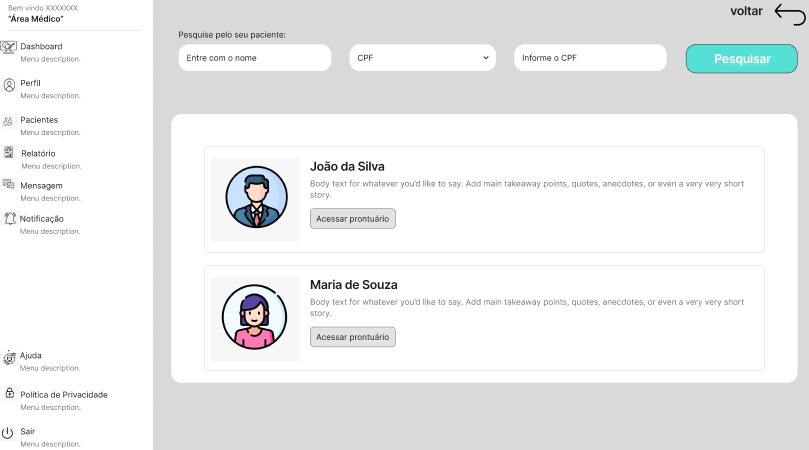 Bem vindo XXXXXXX
"Área Médico"
Dashboard
Menu description.
Perfil
Menu description.
Pacientes
Menu description.
Relatório
Menu description.
Mensagem
Menu description.
Notificação
Menu description.
Ajuda
Menu description.
Política de Privacidade
Menu description.
Sair
Menu description.
voltar
Pesquise pelo seu paciente:
Entre com o nome
CPF
Informe o CPF
Pesquisar
João da Silva
Body text for whatever you'd like to say. Add main takeaway points, quotes, anecdotes, or even a very very short
story.
Acessar prontuário
Maria de Souza
Body text for whatever you'd like to say. Add main takeaway points, quotes, anecdotes, or even a very very short
story.
Acessar prontuário